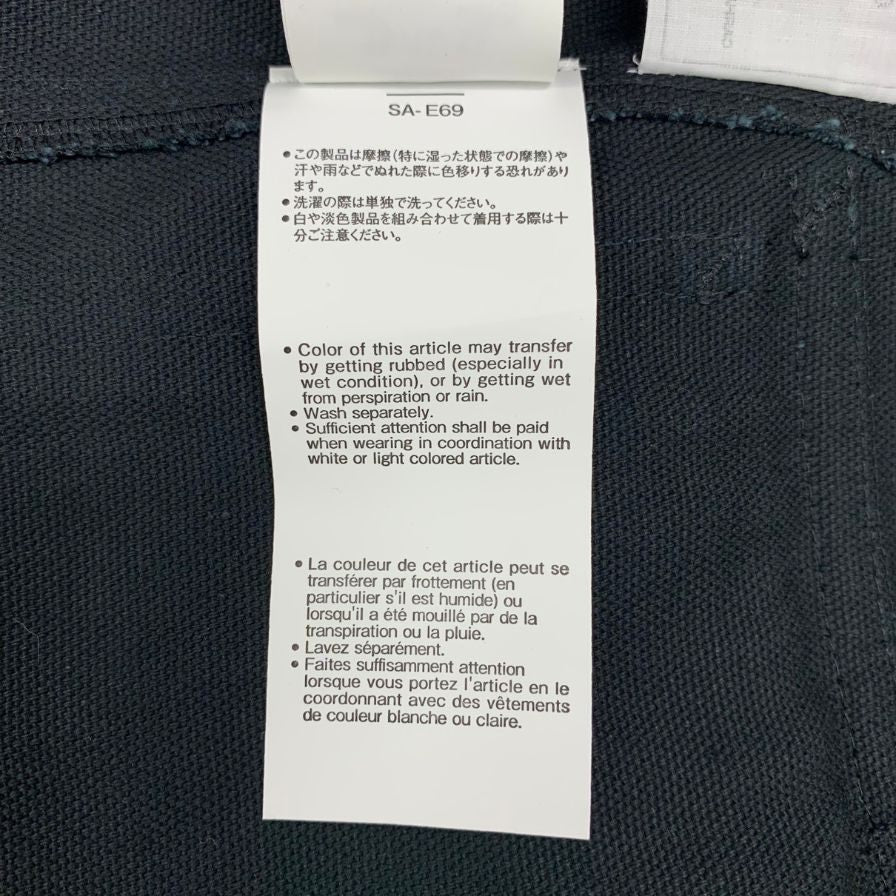 SA- E69
● この製品は摩擦（特に湿った状態での摩擦）や
汗や雨などでぬれた際に色移りする恐れがあり
ます。
● 洗濯の際は単独で洗ってください。
● 白や淡色製品を組み合わせて着用する際は十
分ご注意ください。
● Color of this article may transfer
by getting rubbed (especially in
wet condition), or by getting wet
from perspiration or rain.
● Wash separately.
● Sufficient attention shall be paid
when wearing in coordination with
white or light colored article.
● La couleur de cet article peut se
transférer par frottement (en
particulier s'il est humide) ou
lorsqu'il a été mouillé par de la
transpiration ou la pluie.
● Lavez séparément.
● Faites suffisamment attention
lorsque vous portez l'article en le
coordonnant avec des vêtements
de couleur blanche ou claire.